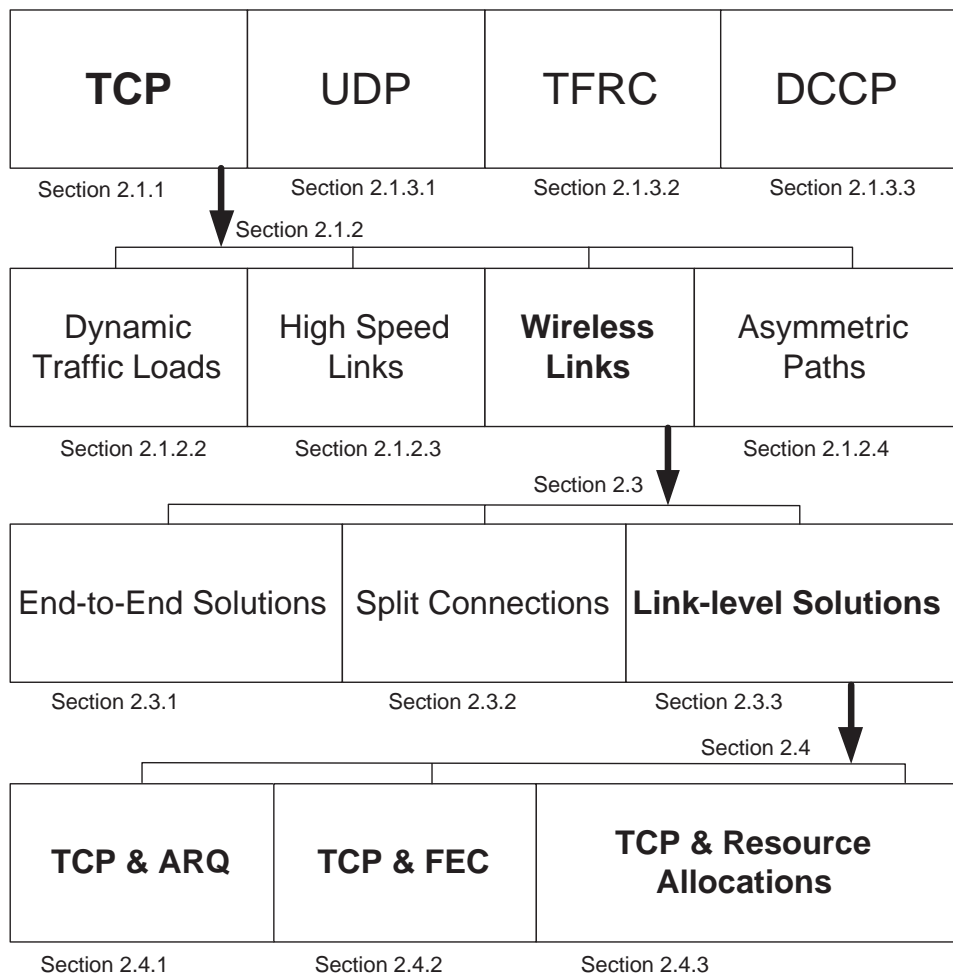 TCP
UDP
TFRC
DCCP
Section 2.1.1
Section 2.1.3.1
Section 2.1.3.2
Section 2.1.3.3
Section 2.1.2
Dynamic
Traffic Loads
High Speed
Links
Wireless
Links
Asymmetric
Paths
Section 2.1.2.2
Section 2.1.2.3
Section 2.1.2.4
Section 2.3
End-to-End Solutions
Split Connections
Link-level Solutions
Section 2.3.1
Section 2.3.2
Section 2.3.3
Section 2.4
TCP & ARQ
TCP & FEC
TCP & Resource
Allocations
Section 2.4.1
Section 2.4.2
Section 2.4.3